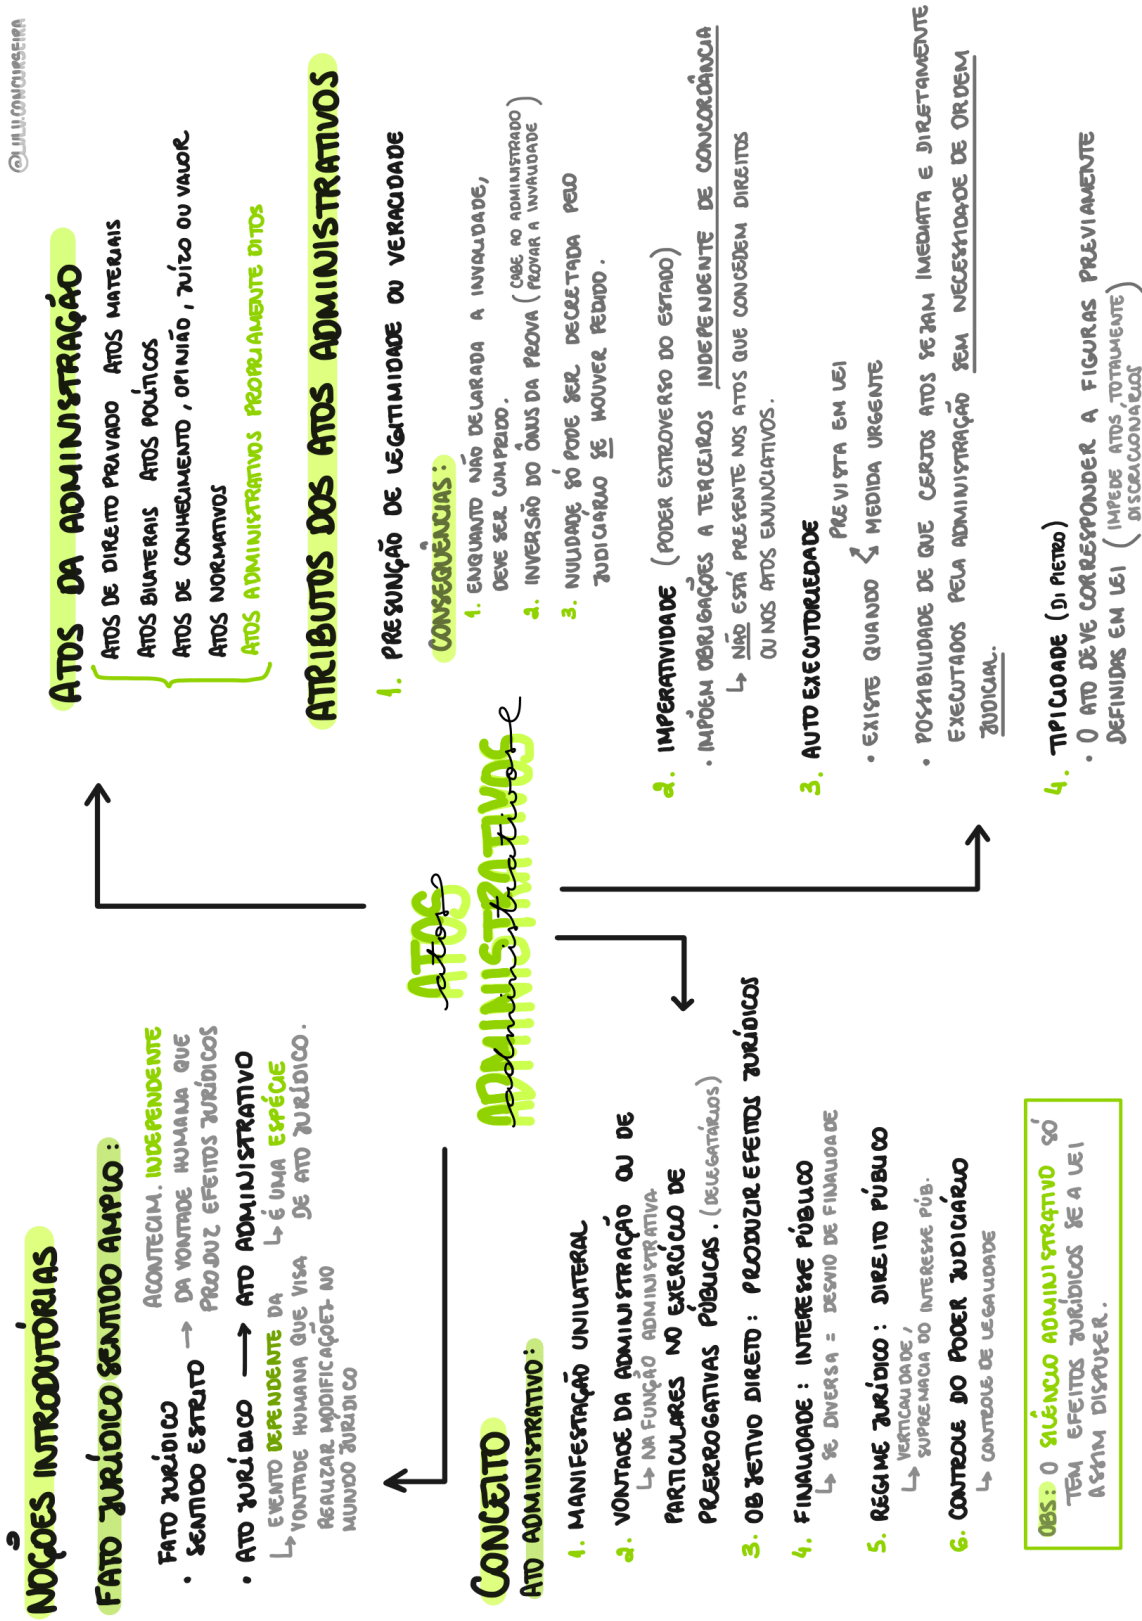 @LULU.CONCURSEIRA
NOÇÕES INTRODUTÓRIAS
FATO JURÍDICO SENTIDO AMPLO:
• FATO JURÍDICO
SENTIDO ESTRITO →
ACONTECIM. INDEPENDENTE
DA VONTADE HUMANA QUE
PRODUZ EFEITOS JURÍDICOS
• ATO JURÍDICO → ATO ADMINISTRATIVO
↳ EVENTO DEPENDENTE DA
VONTADE HUMANA QUE VISA
REALIZAR MODIFICAÇÕES NO
MUNDO JURÍDICO
↳ É UMA ESPÉCIE
DE ATO JURÍDICO.
ATOS DA ADMINISTRAÇÃO
ATOS DE DIREITO PRIVADO ATOS MATERIAIS
ATOS BILATERAIS ATOS POLÍTICOS
ATOS DE CONHECIMENTO, OPINIÃO, JUÍZO OU VALOR
ATOS NORMATIVOS
ATOS ADMINISTRATIVOS PROPRIAMENTE DITOS
ATOS
atos
ADMINISTRATIVOS
administrativos
CONCEITO
ATO ADMINISTRATIVO:
1. MANIFESTAÇÃO UNILATERAL
2. VONTADE DA ADMINISTRAÇÃO OU DE
↳ NA FUNÇÃO ADMINISTRATIVA
PARTICULARES NO EXERCÍCIO DE
PRERROGATIVAS PÚBLICAS. (DELEGATÁRIOS)
3. OBJETIVO DIRETO: PRODUZIR EFEITOS JURÍDICOS
4. FINALIDADE: INTERESSE PÚBLICO
↳ SE DIVERSA = DESVIO DE FINALIDADE
5. REGIME JURÍDICO: DIREITO PÚBLICO
↳ VERTICALIDADE,
SUPREMACIA DO INTERESSE PÚB.
6. CONTROLE DO PODER JUDICIÁRIO
↳ CONTROLE DE LEGALIDADE
OBS: O SILÊNCIO ADMINISTRATIVO SÓ
TEM EFEITOS JURÍDICOS SE A LEI
ASSIM DISPUSER.
ATRIBUTOS DOS ATOS ADMINISTRATIVOS
1. PRESUNÇÃO DE LEGITIMIDADE OU VERACIDADE
CONSEQUÊNCIAS:
1. ENQUANTO NÃO DELARADA A INVALIDADE,
DEVE SER CUMPRIDO.
2. INVERSÃO DO ÔNUS DA PROVA (CABE AO ADMINISTRADO
PROVAR A INVALIDADE)
3. NULIDADE SÓ PODE SER DECRETADA PELO
JUDICIÁRIO SE HOUVER PEDIDO.
2. IMPERATIVIDADE (PODER EXTROVERSO DO ESTADO)
• IMPÕEM OBRIGAÇÕES A TERCEIROS INDEPENDENTE DE CONCORDÂNCIA
↳ NÃO ESTÁ PRESENTE NOS ATOS QUE CONCEDEM DIREITOS
OU NOS ATOS ENUNCIATIVOS.
3. AUTO EXECUTORIEDADE
PREVISTA EM LEI
• EXISTE QUANDO
MEDIDA URGENTE
• POSSIBILIDADE DE QUE CERTOS ATOS SEJAM IMEDIATA E DIRETAMENTE
EXECUTADOS PELA ADMINISTRAÇÃO SEM NECESSIDADE DE ORDEM
JUDICIAL.
4. TIPICIDADE (DI PIETRO)
• O ATO DEVE CORRESPONDER A FIGURAS PREVIAMENTE
DEFINIDAS EM LEI (IMPEDE ATOS TOTALMENTE
DISCRICIONÁRIOS)